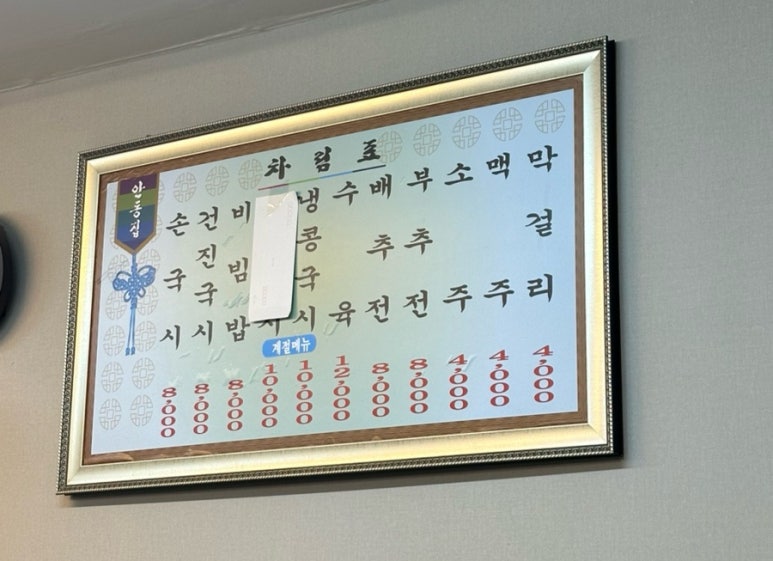 차림표
안동집
손국시 8,000
건진국시 8,000
비빔밥 8,000
시 10,000
냉콩국시 10,000
수육 12,000
배추전 8,000
부추전 8,000
소주 4,000
맥주 4,000
막걸리 4,000
계절메뉴